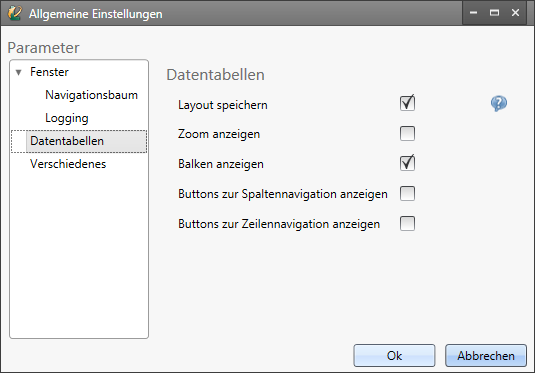 Allgemeine Einstellungen
Parameter
Fenster
Navigationsbaum
Logging
Datentabellen
Verschiedenes
Datentabellen
Layout speichern
Zoom anzeigen
Balken anzeigen
Buttons zur Spaltennavigation anzeigen
Buttons zur Zeilennavigation anzeigen
Ok
Abbrechen